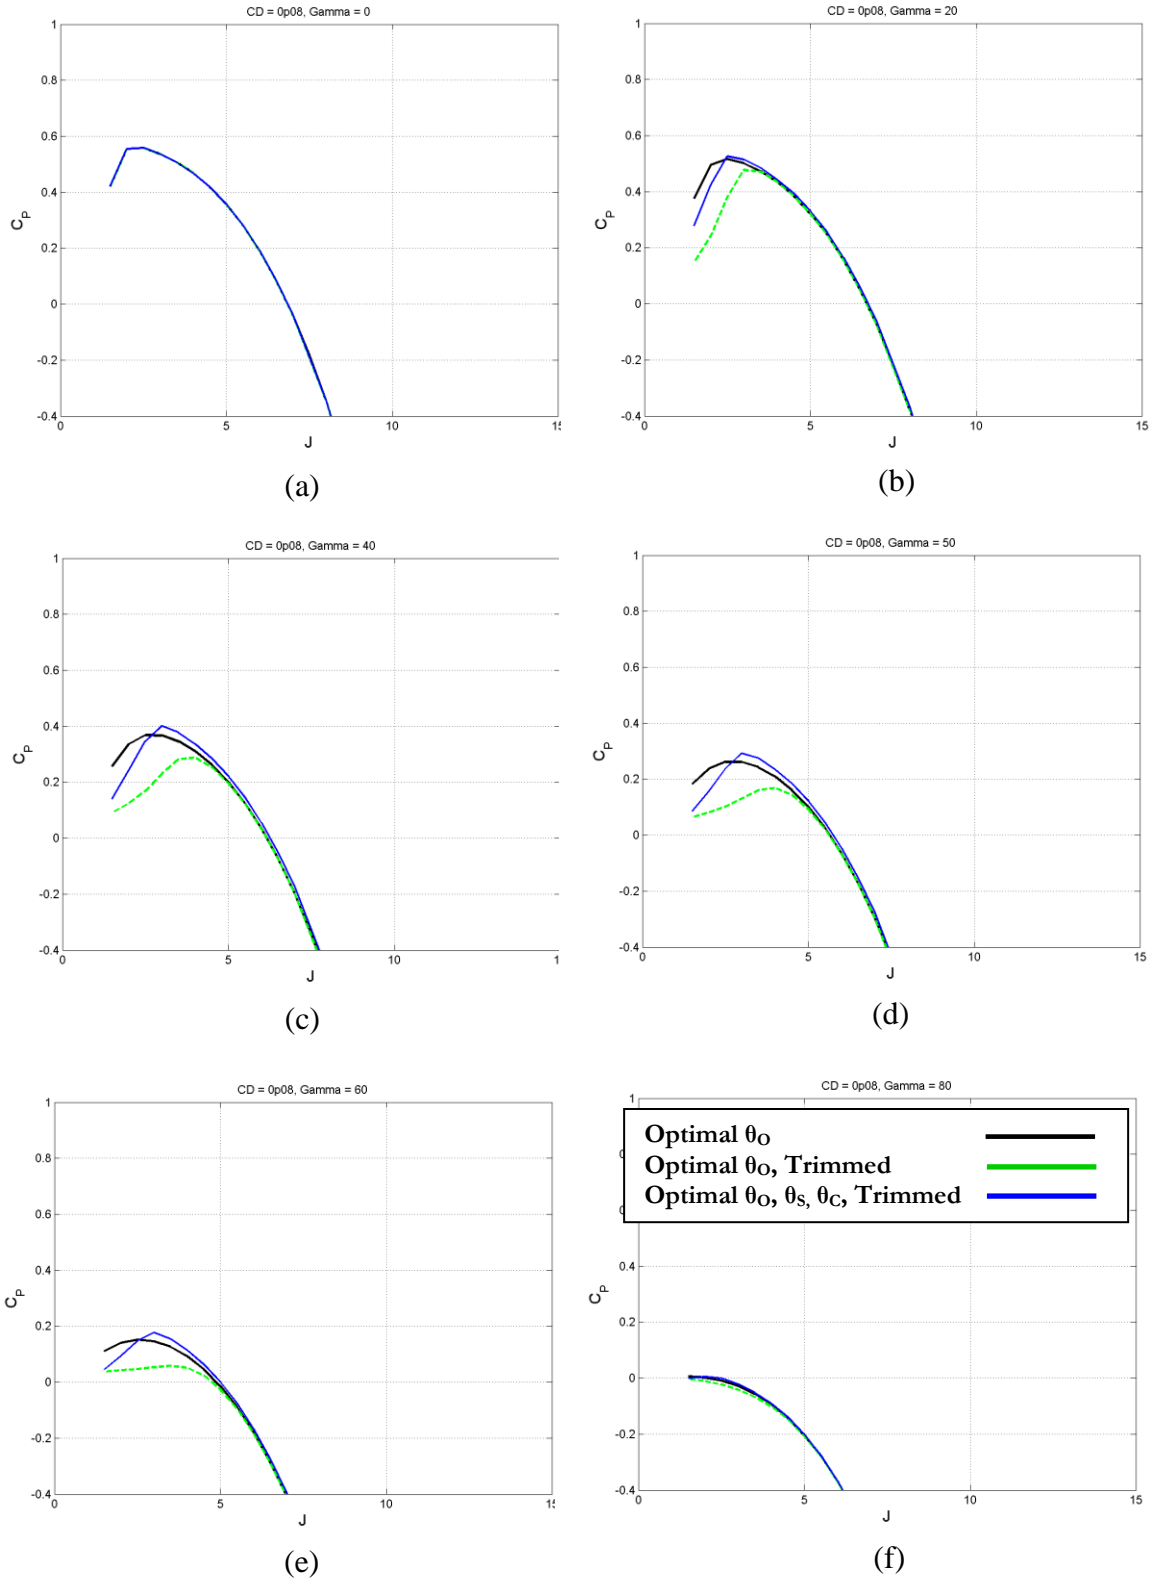 CD = 0p08, Gamma = 0
1
0.8
0.6
0.4
0.2
0
-0.2
-0.4
C_P
0 5 10 15
J
(a)
CD = 0p08, Gamma = 20
1
0.8
0.6
0.4
0.2
0
-0.2
-0.4
C_P
0 5 10 15
J
(b)
CD = 0p08, Gamma = 40
1
0.8
0.6
0.4
0.2
0
-0.2
-0.4
C_P
0 5 10 1
J
(c)
CD = 0p08, Gamma = 50
1
0.8
0.6
0.4
0.2
0
-0.2
-0.4
C_P
0 5 10 15
J
(d)
CD = 0p08, Gamma = 60
1
0.8
0.6
0.4
0.2
0
-0.2
-0.4
C_P
0 5 10 15
J
(e)
CD = 0p08, Gamma = 80
1
Optimal θ_O
Optimal θ_O, Trimmed
Optimal θ_O, θ_S, θ_C, Trimmed
0.4
0.2
0
-0.2
-0.4
C_P
0 5 10 15
J
(f)